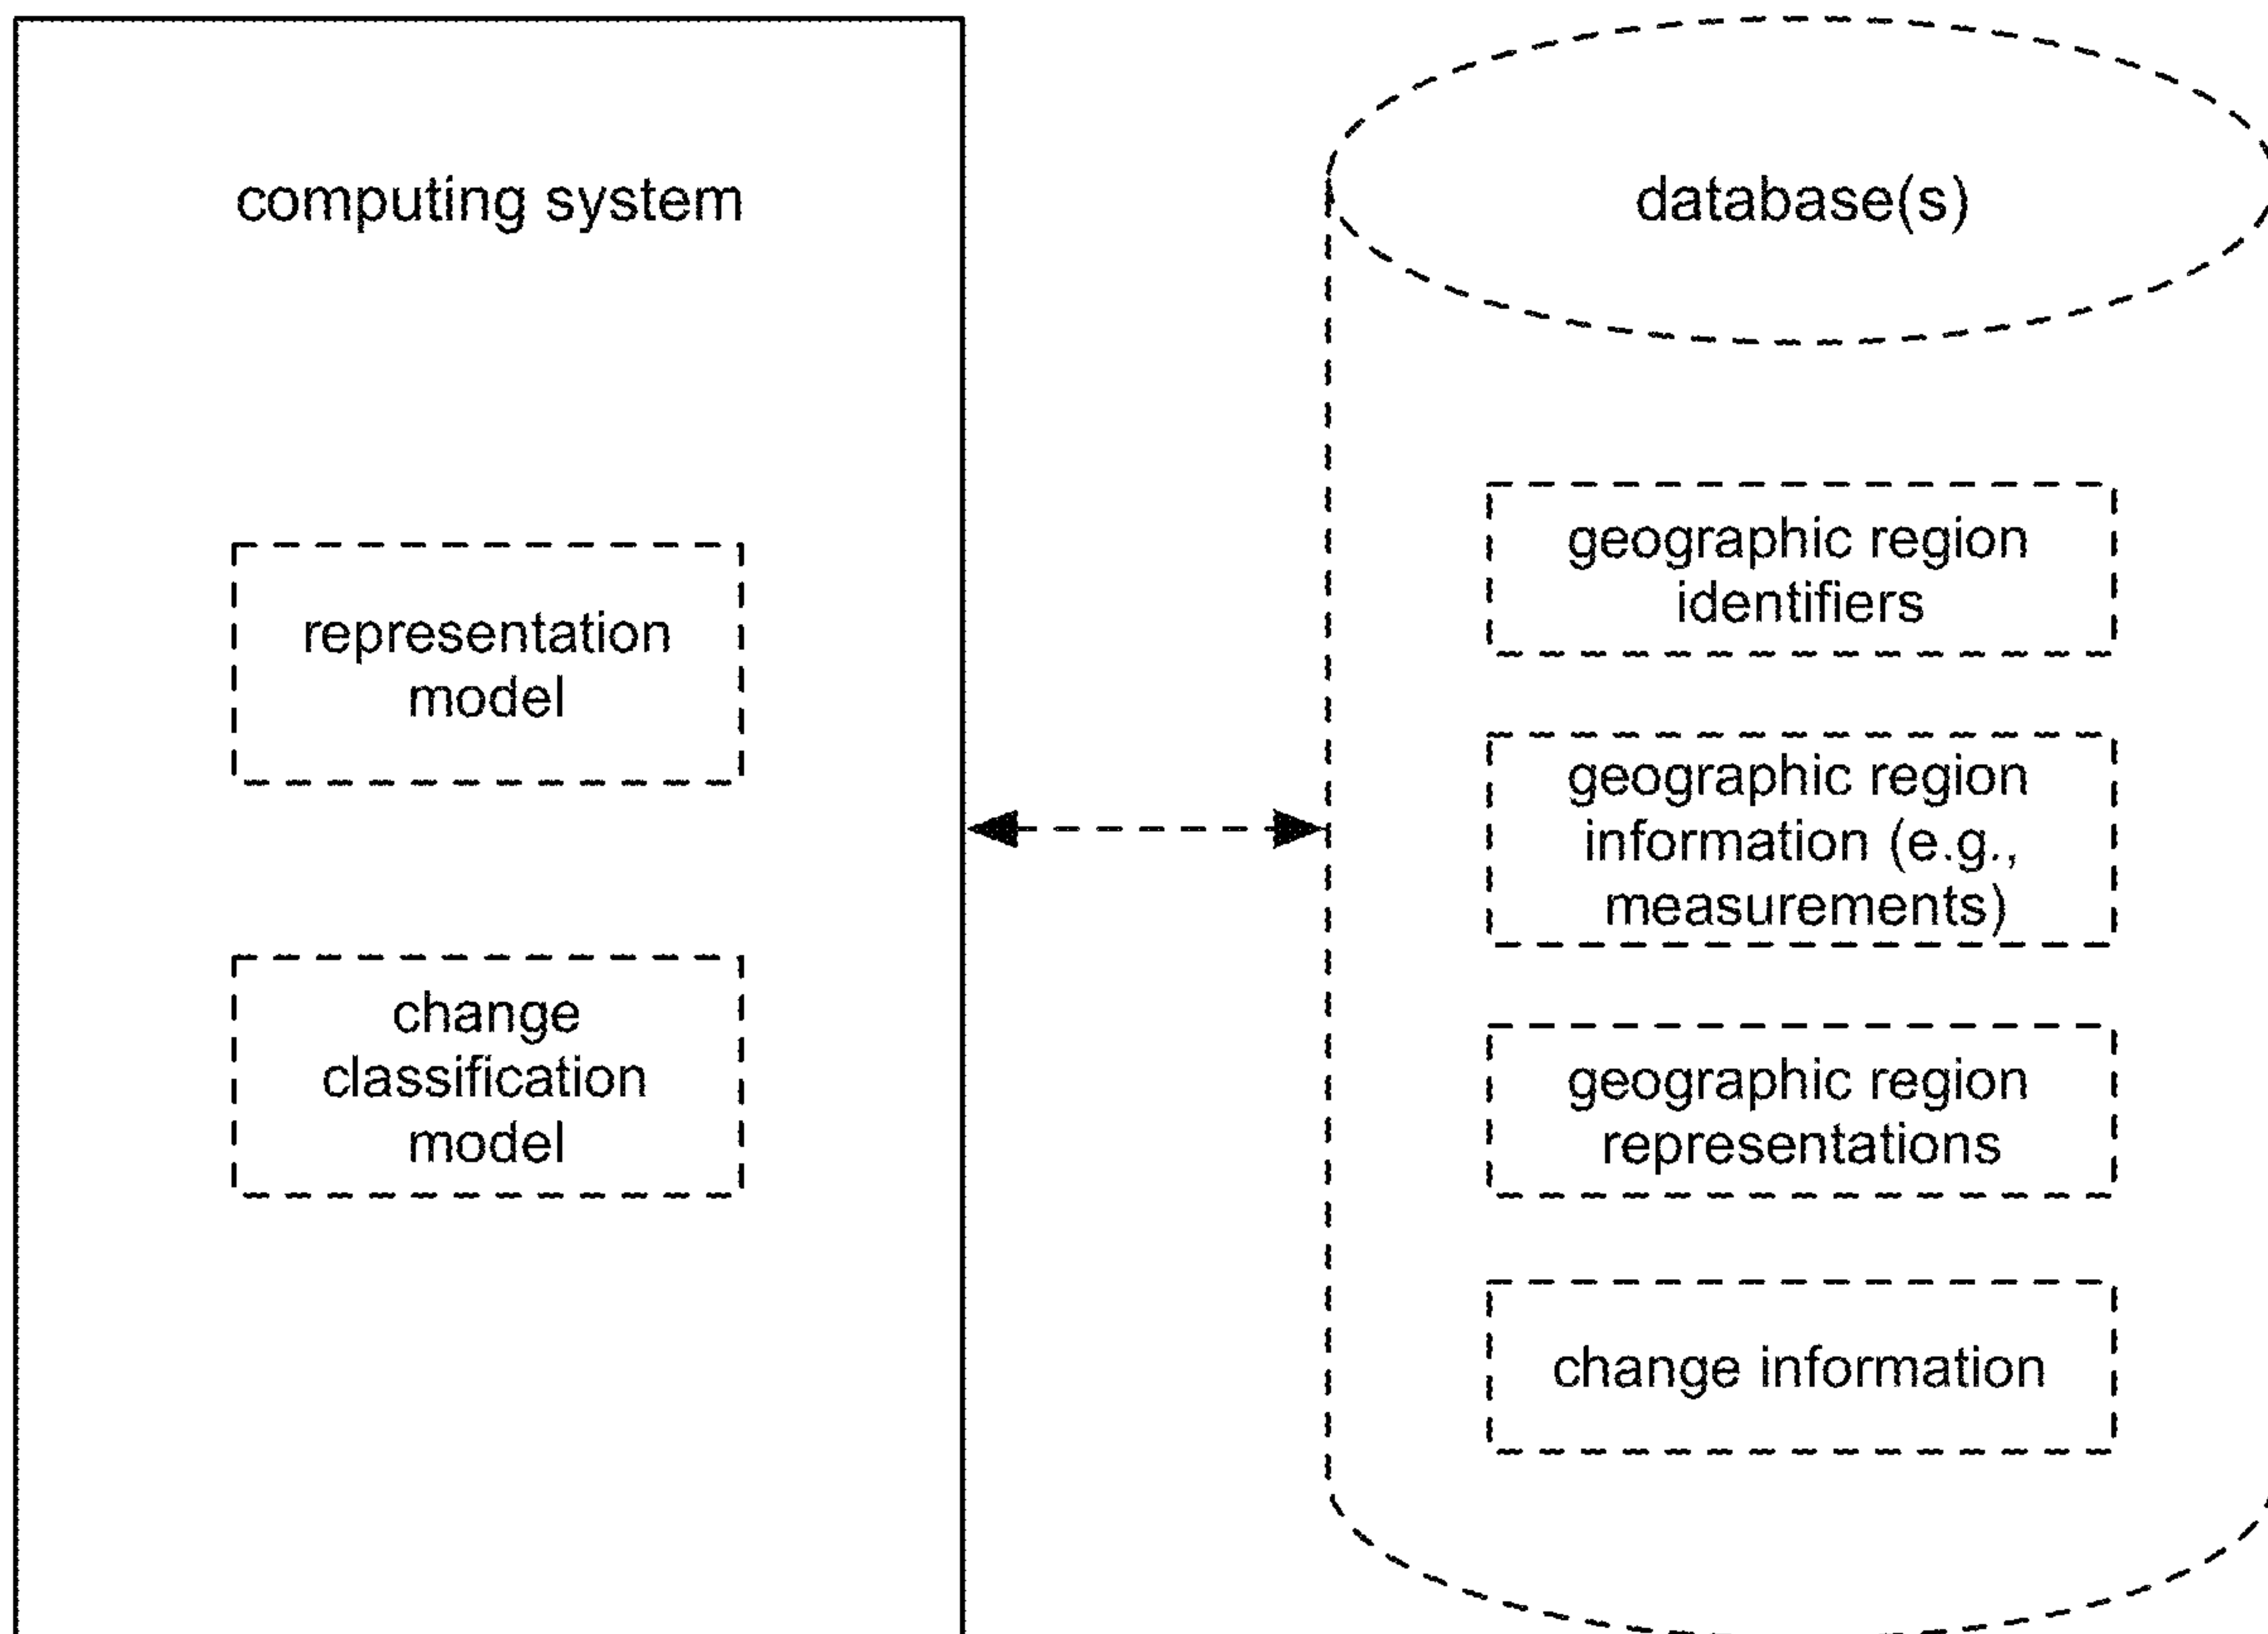 computing system
representation
model
change
classification
model
database(s)
geographic region
identifiers
geographic region
information (e.g.,
measurements)
geographic region
representations
change information